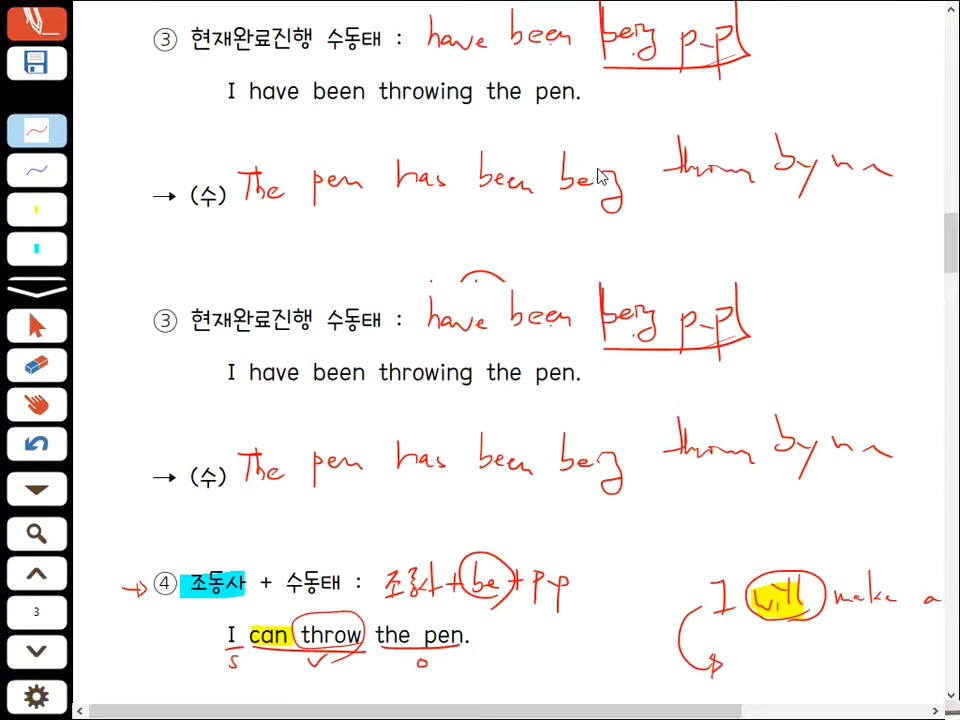 ③ 현재완료진행 수동태 : have been being p.p
I have been throwing the pen.
→ (수) The pen has been being thrown by me
③ 현재완료진행 수동태 : have been being p.p
I have been throwing the pen.
→ (수) The pen has been being thrown by me
→ ④ 조동사 + 수동태 : 조동사 + be + p.p
I will make a
I can throw the pen.
S V O
3